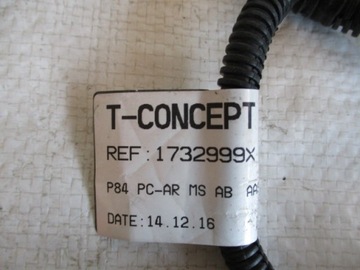 T-CONCEPT
REF:1732999X
P84 PC-AR MS AB
DATE:14.12.16